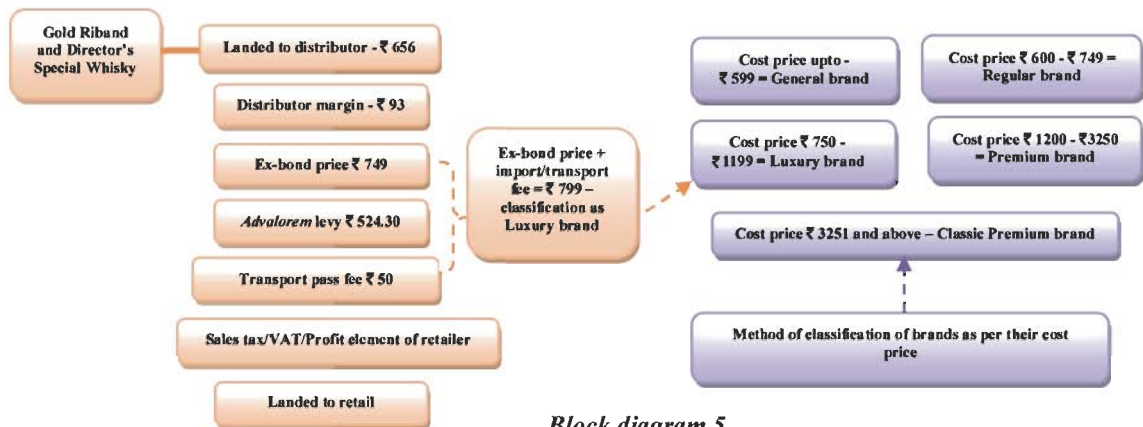 Gold Riband
and Director's
Special Whisky
Landed to distributor - ₹ 656
Distributor margin - ₹ 93
Ex-bond price ₹ 749
Advalorem levy ₹ 524.30
Transport pass fee ₹ 50
Sales tax/VAT/Profit element of retailer
Landed to retail
Ex-bond price +
import/transport
fee = ₹ 799 –
classification as
Luxury brand
Cost price upto -
₹ 599 = General brand
Cost price ₹ 600 - ₹ 749 =
Regular brand
Cost price ₹ 750 -
₹ 1199 = Luxury brand
Cost price ₹ 1200 - ₹3250
= Premium brand
Cost price ₹ 3251 and above – Classic Premium brand
Method of classification of brands as per their cost
price
Block diagram 5